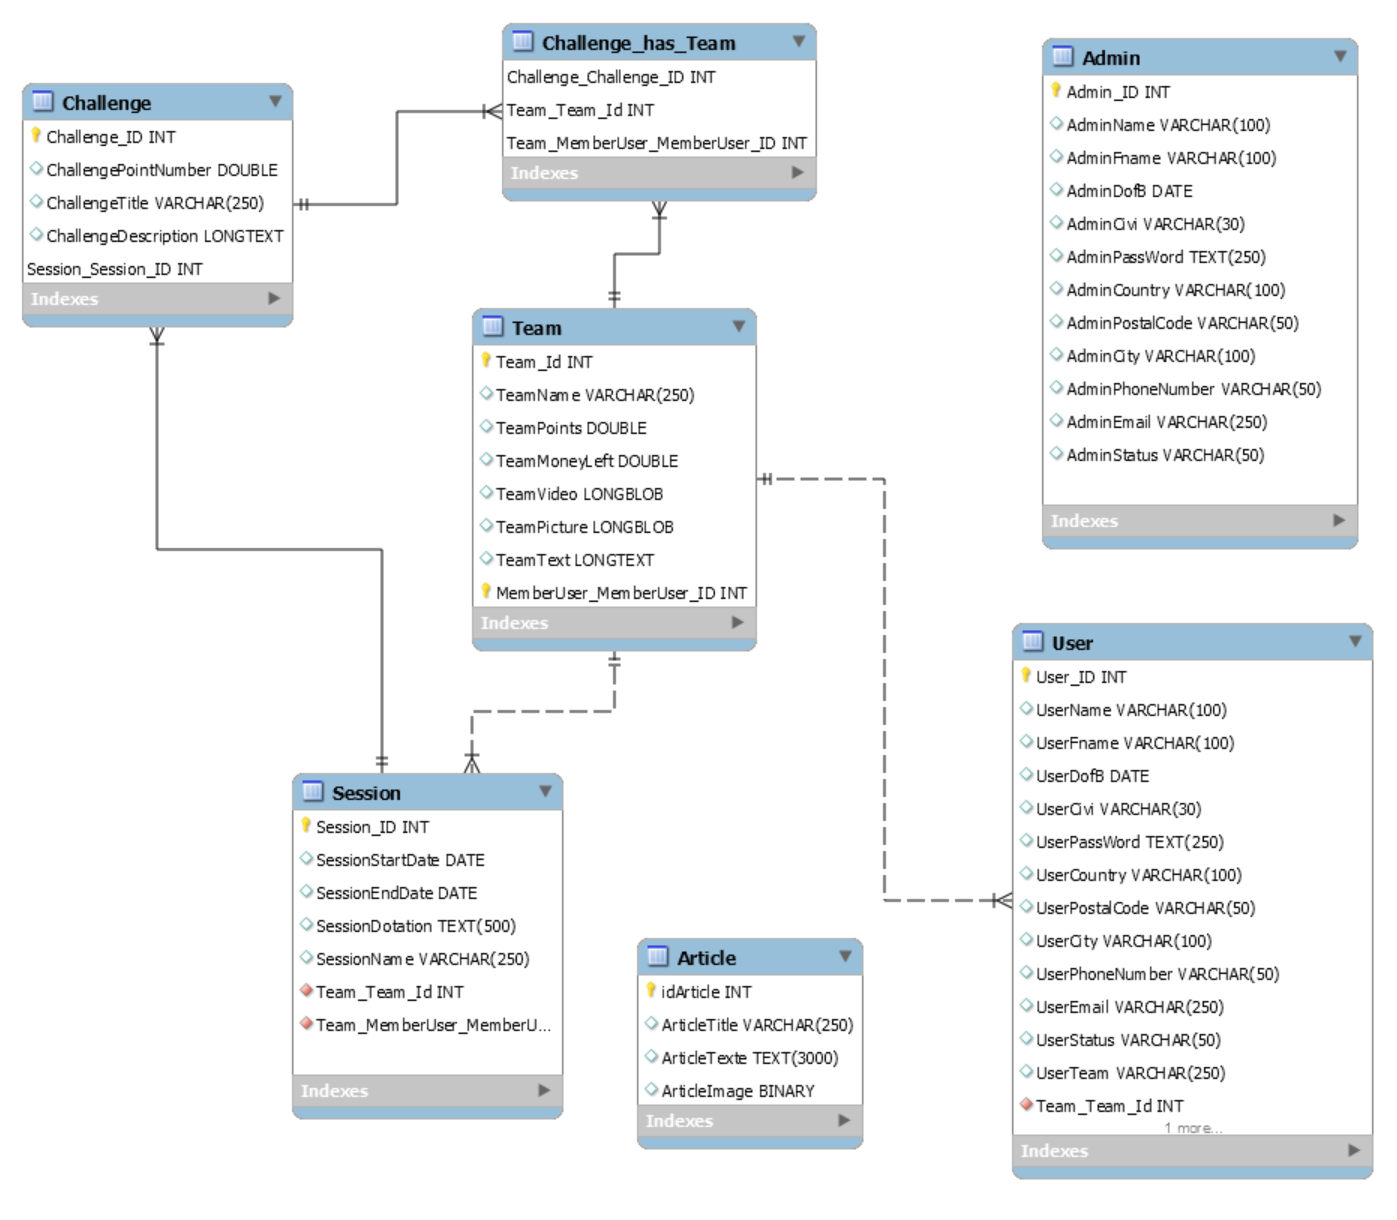 Challenge_has_Team
Challenge_Challenge_ID INT
Team_Team_Id INT
Team_MemberUser_MemberUser_ID INT
Indexes
Admin
Admin_ID INT
AdminName VARCHAR(100)
AdminFname VARCHAR(100)
AdminDofB DATE
AdminCivi VARCHAR(30)
AdminPassWord TEXT(250)
AdminCountry VARCHAR(100)
AdminPostalCode VARCHAR(50)
AdminCity VARCHAR(100)
AdminPhoneNumber VARCHAR(50)
AdminEmail VARCHAR(250)
AdminStatus VARCHAR(50)
Indexes
Challenge
Challenge_ID INT
ChallengePointNumber DOUBLE
ChallengeTitle VARCHAR(250)
ChallengeDescription LONGTEXT
Session_Session_ID INT
Indexes
Team
Team_Id INT
TeamName VARCHAR(250)
TeamPoints DOUBLE
TeamMoneyLeft DOUBLE
TeamVideo LONGBLOB
TeamPicture LONGBLOB
TeamText LONGTEXT
MemberUser_MemberUser_ID INT
Indexes
User
User_ID INT
UserName VARCHAR(100)
UserFname VARCHAR(100)
UserDofB DATE
UserCivi VARCHAR(30)
UserPassWord TEXT(250)
UserCountry VARCHAR(100)
UserPostalCode VARCHAR(50)
UserCity VARCHAR(100)
UserPhoneNumber VARCHAR(50)
UserEmail VARCHAR(250)
UserStatus VARCHAR(50)
UserTeam VARCHAR(250)
Team_Team_Id INT
1 more...
Indexes
Session
Session_ID INT
SessionStartDate DATE
SessionEndDate DATE
SessionDotation TEXT(500)
SessionName VARCHAR(250)
Team_Team_Id INT
Team_MemberUser_MemberU...
Indexes
Article
idArticle INT
ArticleTitle VARCHAR(250)
ArticleTexte TEXT(3000)
ArticleImage BINARY
Indexes